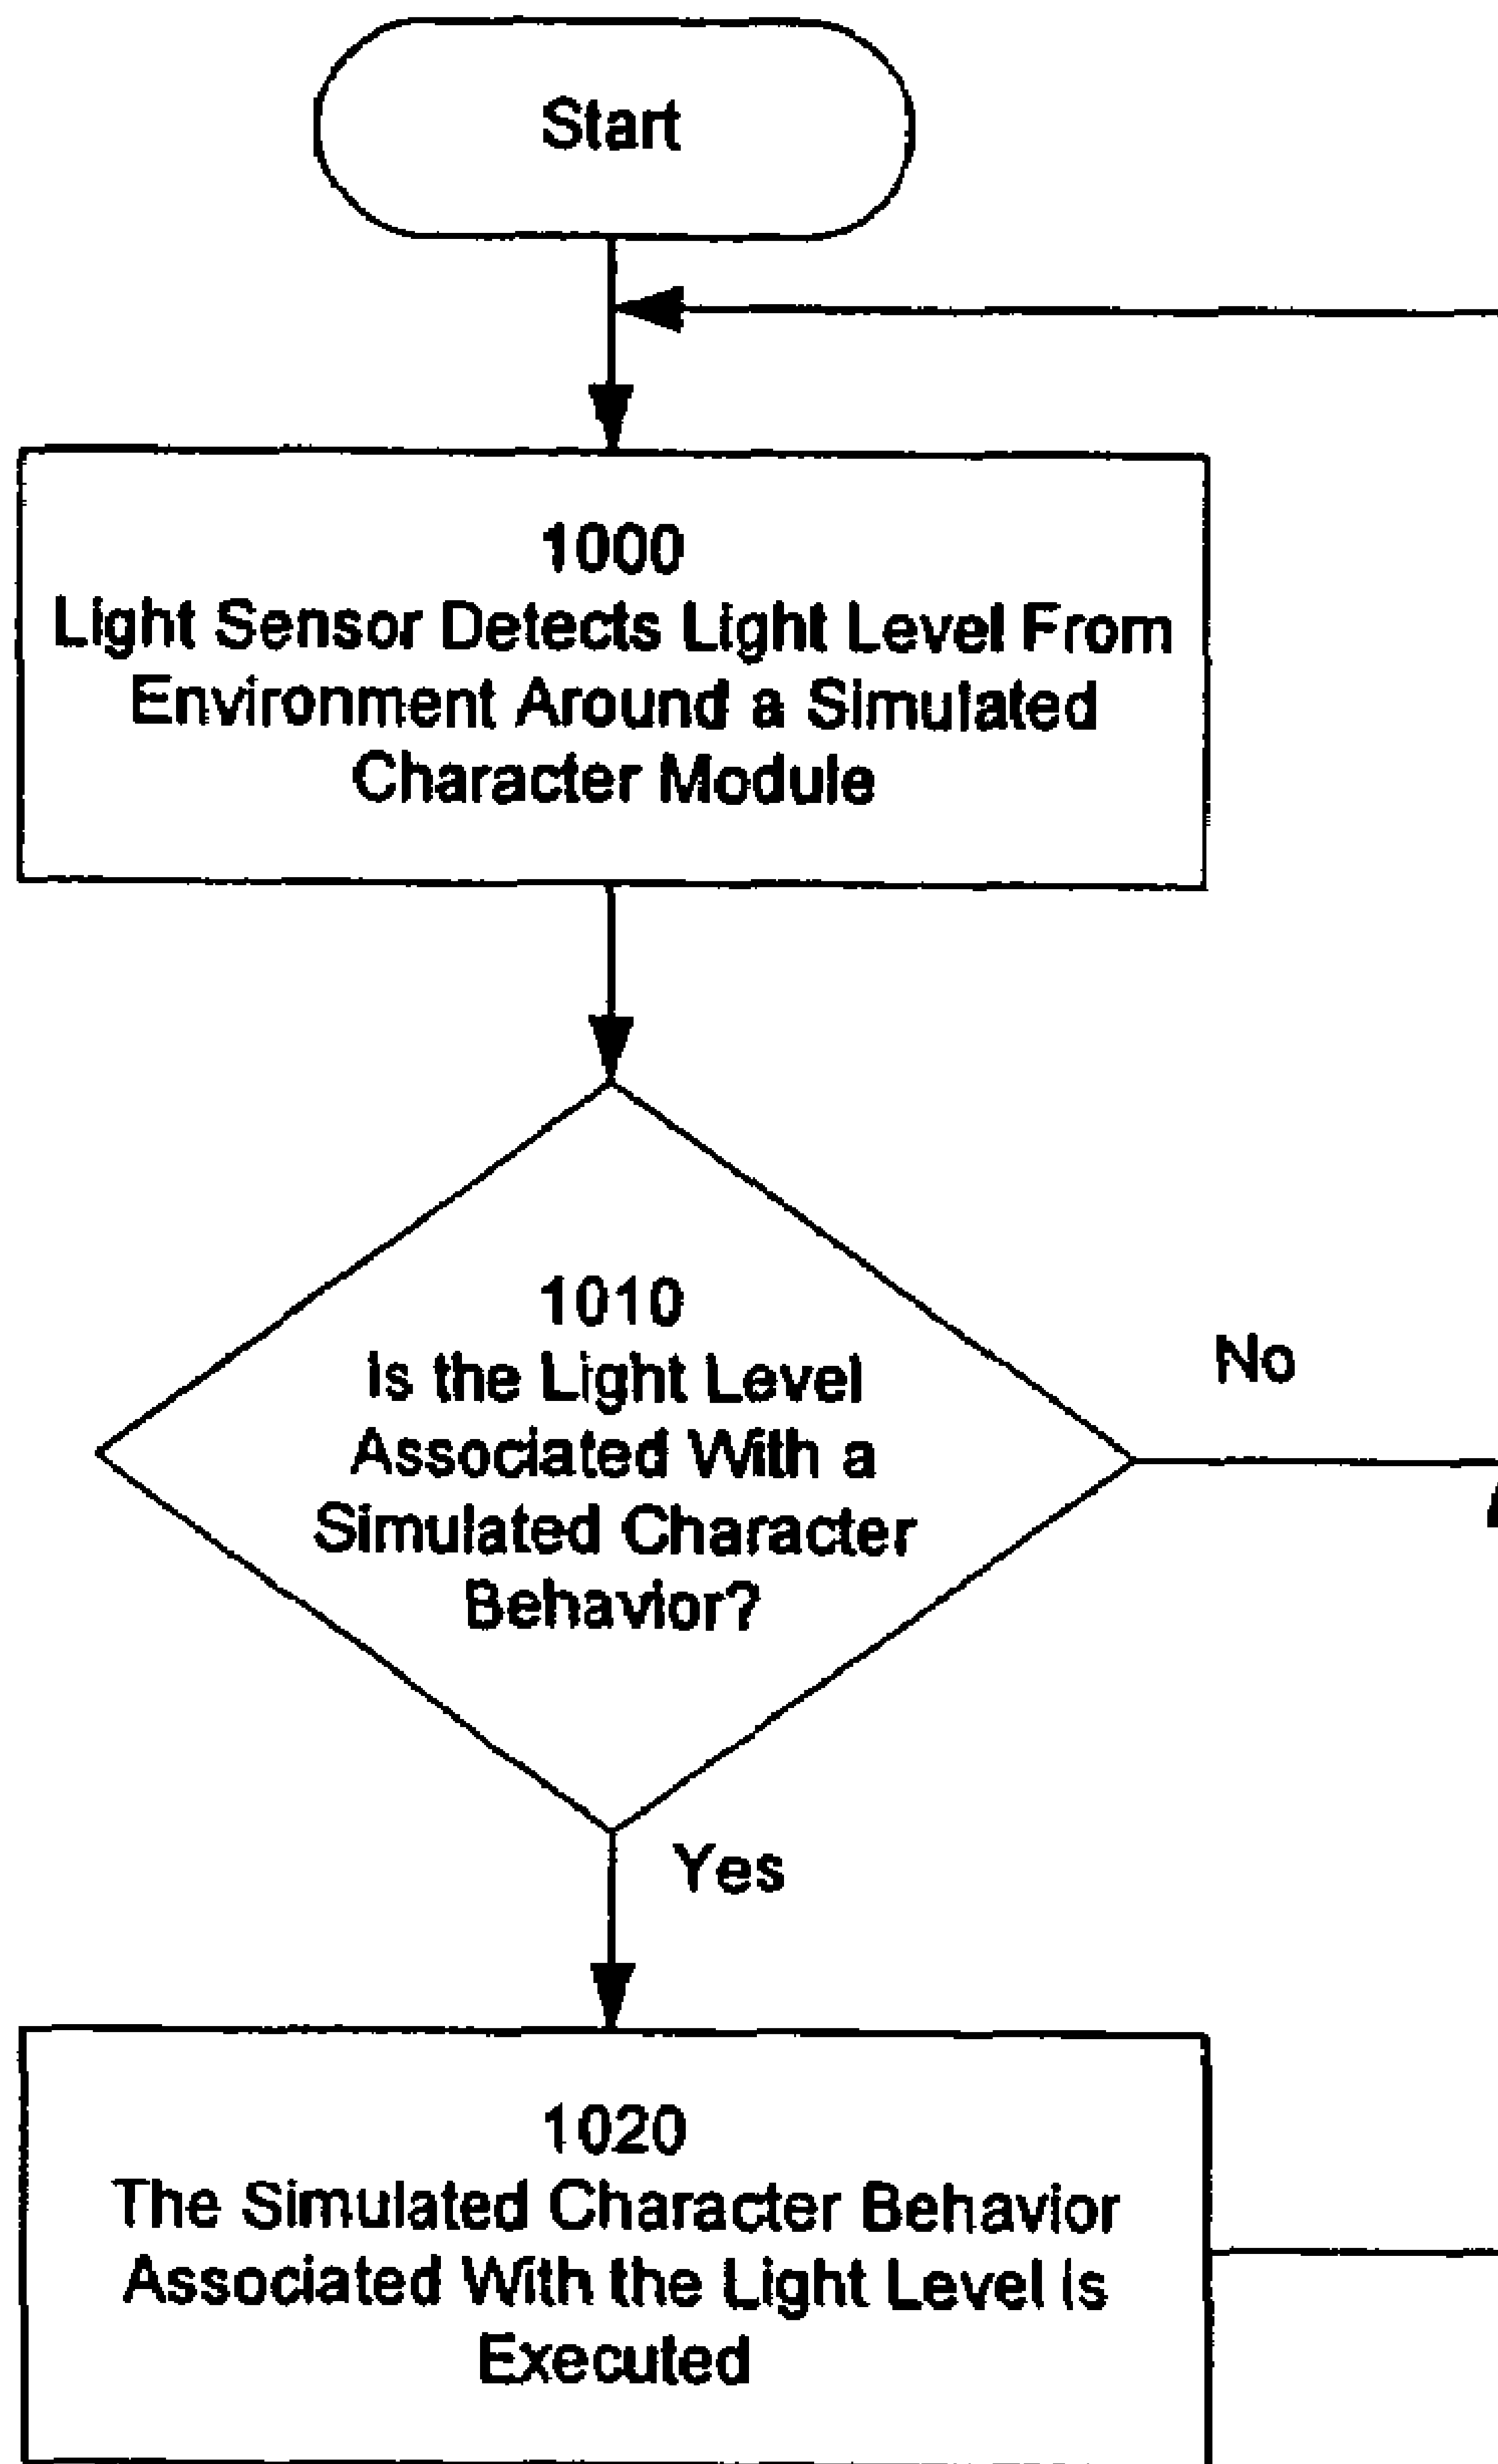 Start
1000
Light Sensor Detects Light Level From
Environment Around a Simulated
Character Module
1010
Is the Light Level
Associated With a
Simulated Character
Behavior?
No
Yes
1020
The Simulated Character Behavior
Associated With the Light Level Is
Executed